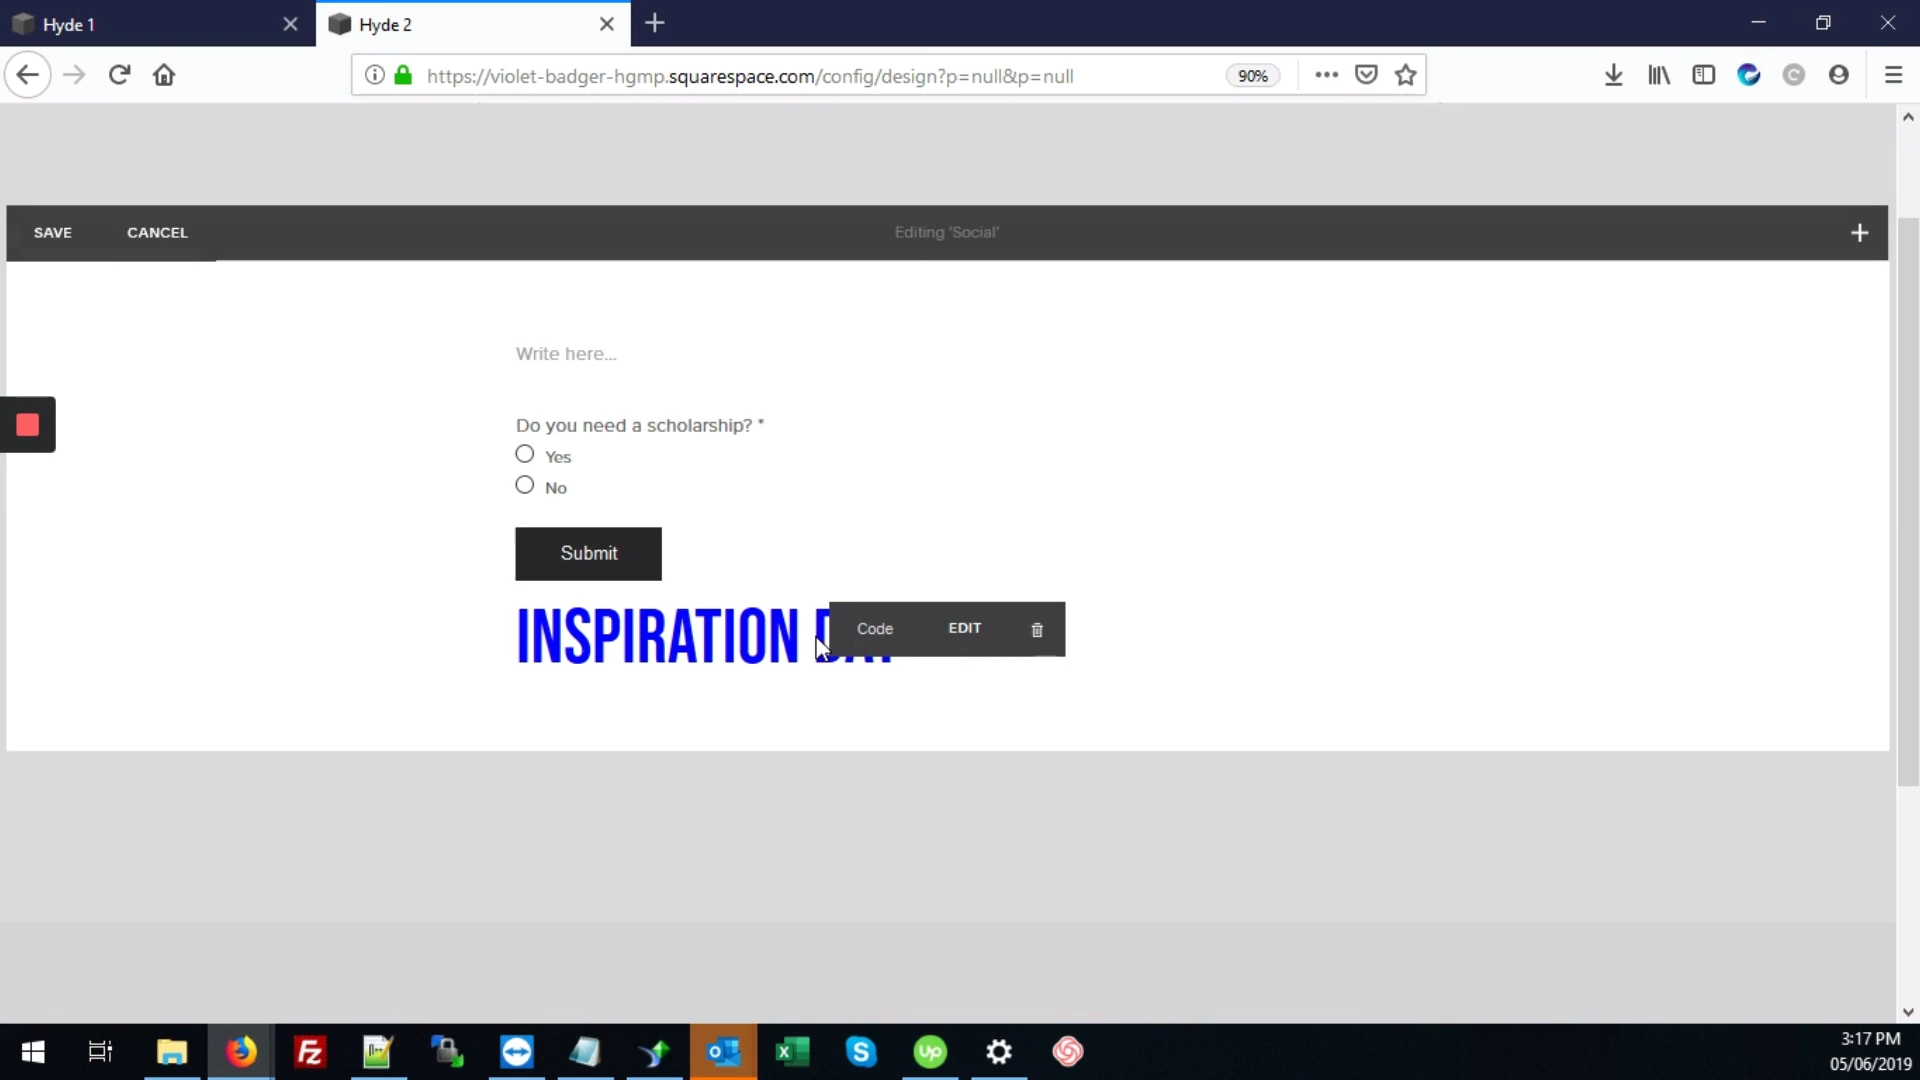 Hyde 1
Hyde 2
https://violet-badger-hgmp.squarespace.com/config/design?p=null&p=null
90%
SAVE
CANCEL
Editing 'Social'
Write here...
Do you need a scholarship? *
Yes
No
Submit
INSPIRATION DAY
Code
EDIT
3:17 PM
05/06/2019